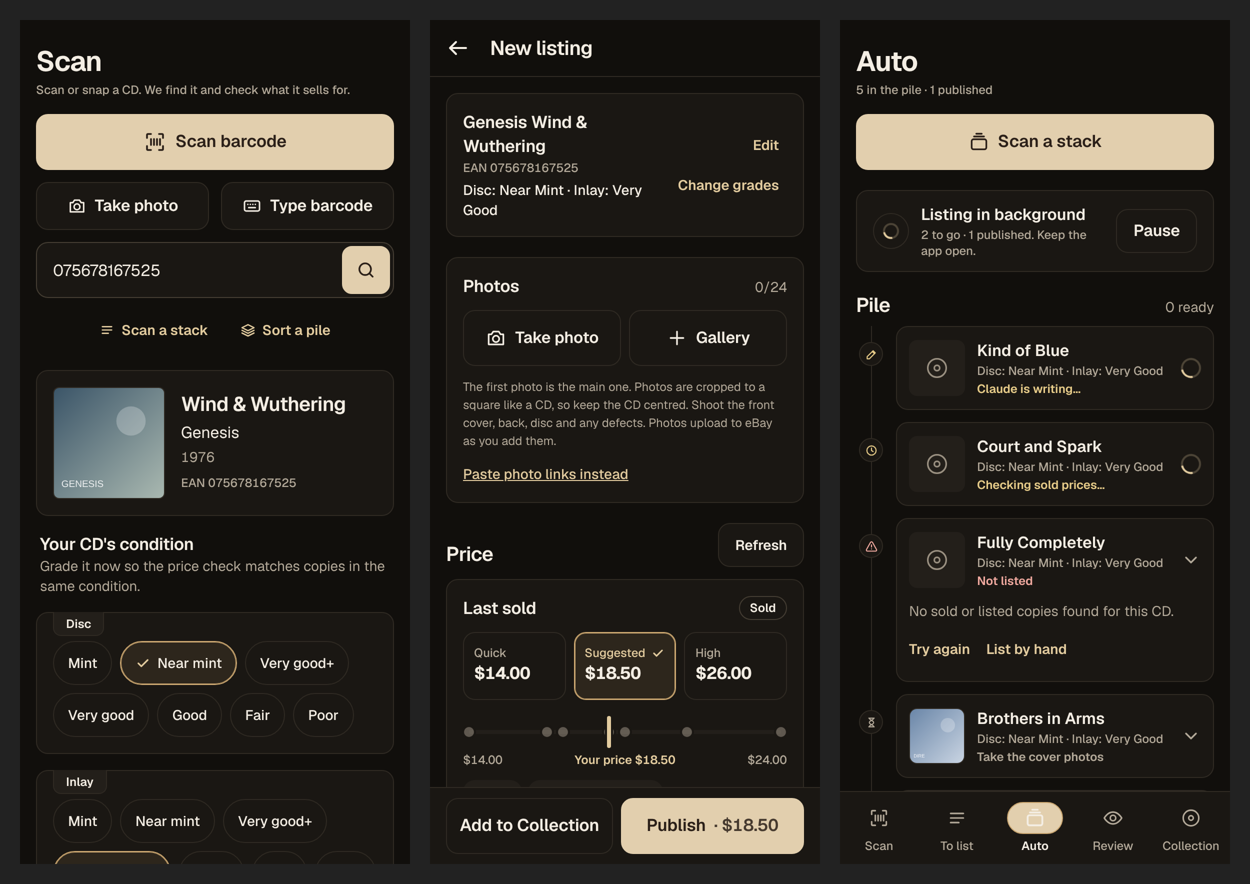 Scan
Scan or snap a CD. We find it and check what it sells for.
Scan barcode
Take photo
Type barcode
075678167525
Scan a stack
Sort a pile
GENESIS
Wind & Wuthering
Genesis
1976
EAN 075678167525
Your CD's condition
Grade it now so the price check matches copies in the
same condition.
Disc
Mint
Near mint
Very good+
Very good
Good
Fair
Poor
Inlay
Mint
Near mint
Very good+
New listing
Genesis Wind &
Wuthering
EAN 075678167525
Disc: Near Mint · Inlay: Very
Good
Edit
Change grades
Photos
0/24
Take photo
Gallery
The first photo is the main one. Photos are cropped to a
square like a CD, so keep the CD centred. Shoot the front
cover, back, disc and any defects. Photos upload to eBay
as you add them.
Paste photo links instead
Price
Refresh
Last sold
Sold
Quick
$14.00
Suggested
$18.50
High
$26.00
$14.00
Your price $18.50
$24.00
Add to Collection
Publish · $18.50
Auto
5 in the pile · 1 published
Scan a stack
Listing in background
2 to go · 1 published. Keep the
app open.
Pause
Pile
0 ready
Kind of Blue
Disc: Near Mint · Inlay: Very Good
Claude is writing…
Court and Spark
Disc: Near Mint · Inlay: Very Good
Checking sold prices…
Fully Completely
Disc: Near Mint · Inlay: Very Good
Not listed
No sold or listed copies found for this CD.
Try again
List by hand
Brothers in Arms
Disc: Near Mint · Inlay: Very Good
Take the cover photos
Scan
To list
Auto
Review
Collection